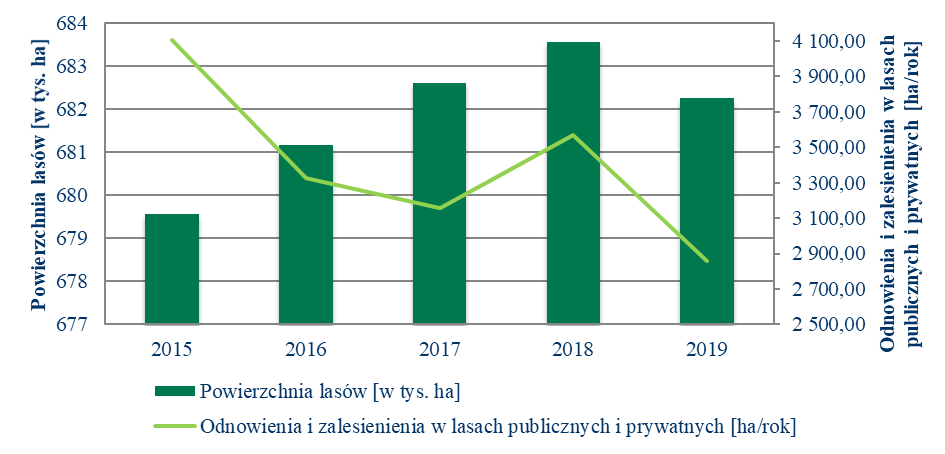 Powierzchnia lasów [w tys. ha]
684
683
682
681
680
679
678
677
4 100,00
3 900,00
3 700,00
3 500,00
3 300,00
3 100,00
2 900,00
2 700,00
2 500,00
Odnowienia i zalesienia w lasach
publicznych i prywatnych [ha/rok]
2015 2016 2017 2018 2019
Powierzchnia lasów [w tys. ha]
Odnowienia i zalesienienia w lasach publicznych i prywatnych [ha/rok]